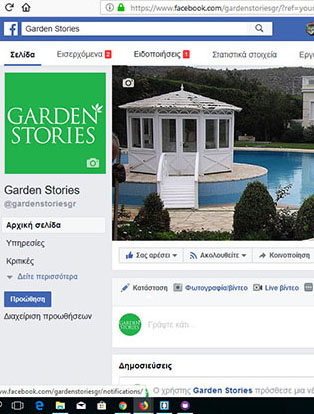 https://www.facebook.com/gardenstoriesgr/?ref=your
Garden Stories
Σελίδα Εισερχόμενα 2 Ειδοποιήσεις 1 Στατιστικά στοιχεία
GARDEN
STORIES
Garden Stories
@gardenstoriesgr
Αρχική σελίδα
Υπηρεσίες
Κριτικές
Δείτε περισσότερα
Προώθηση
Διαχείριση προωθήσεων
Σας αρέσει Ακολουθείτε Κοινοποίηση
Κατάσταση Φωτογραφία/βίντεο Live βίντεο
GARDEN
STORIES
Γράψτε κάτι...
Δημοσιεύσεις
www.facebook.com/gardenstoriesgr/notifications/
Ο χρήστης Garden Stories πρόσθεσε μια ν